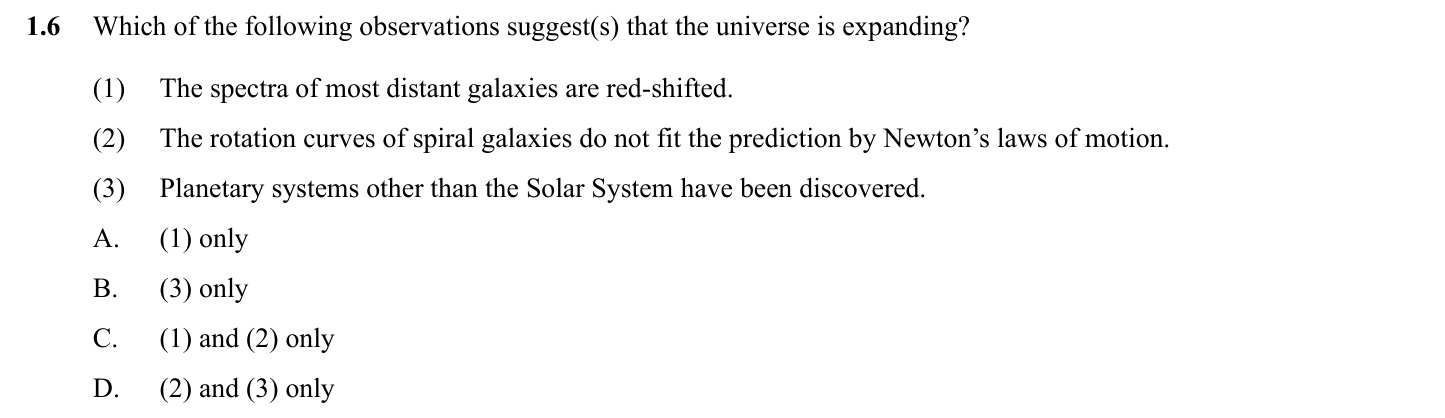 1.6 Which of the following observations suggest(s) that the universe is expanding?
(1) The spectra of most distant galaxies are red-shifted.
(2) The rotation curves of spiral galaxies do not fit the prediction by Newton’s laws of motion.
(3) Planetary systems other than the Solar System have been discovered.
A. (1) only
B. (3) only
C. (1) and (2) only
D. (2) and (3) only